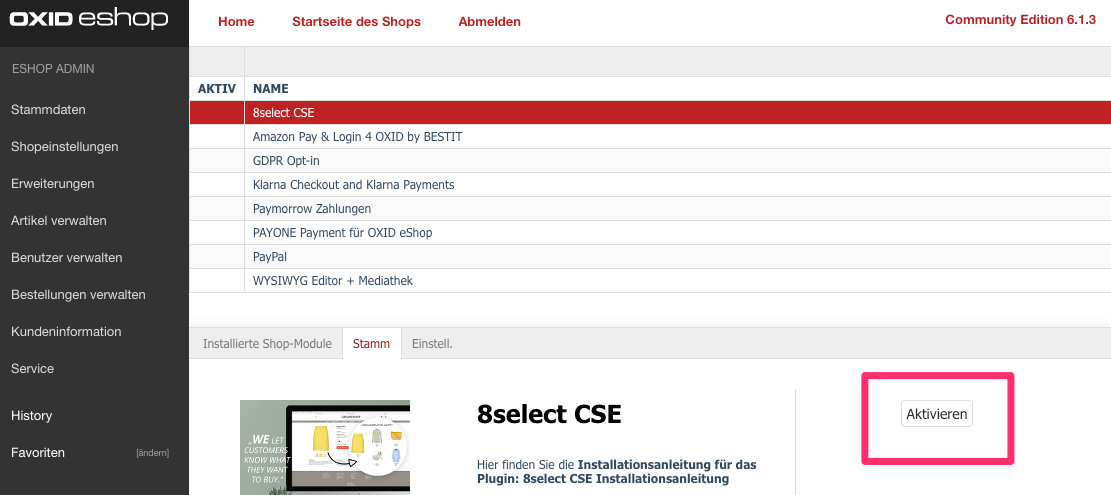 OXID eshop
Home Startseite des Shops Abmelden
Community Edition 6.1.3
ESHOP ADMIN
Stammdaten
Shopeinstellungen
Erweiterungen
Artikel verwalten
Benutzer verwalten
Bestellungen verwalten
Kundeninformation
Service
History
Favoriten [ändern]
AKTIV NAME
8select CSE
Amazon Pay & Login 4 OXID by BESTIT
GDPR Opt-in
Klarna Checkout and Klarna Payments
Paymorrow Zahlungen
PAYONE Payment für OXID eShop
PayPal
WYSIWYG Editor + Mediathek
Installierte Shop-Module Stamm Einstell.
„WE LET
CUSTOMERS
KNOW WHAT
THEY WANT
TO BUY."
8select CSE
Hier finden Sie die Installationsanleitung für das
Plugin: 8select CSE Installationsanleitung
Aktivieren